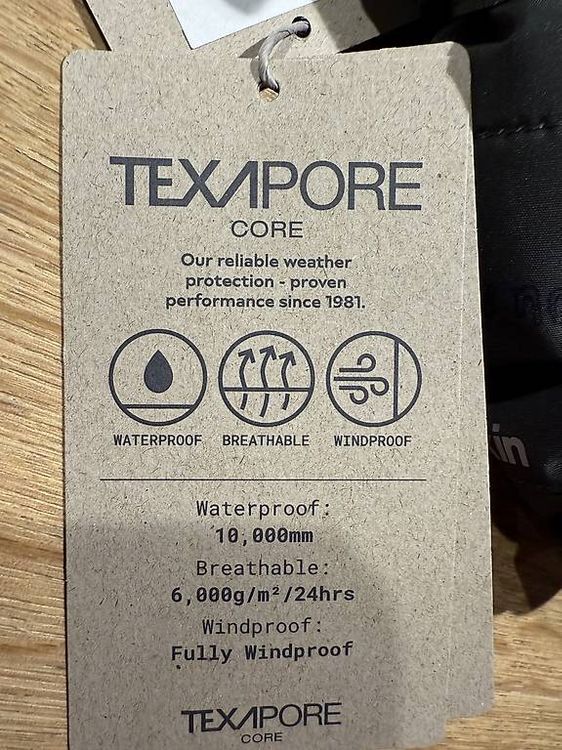 TEXAPORE
CORE
Our reliable weather
protection - proven
performance since 1981.
WATERPROOF BREATHABLE WINDPROOF
Waterproof:
10,000mm
Breathable:
6,000g/m²/24hrs
Windproof:
Fully Windproof
TEXAPORE
CORE